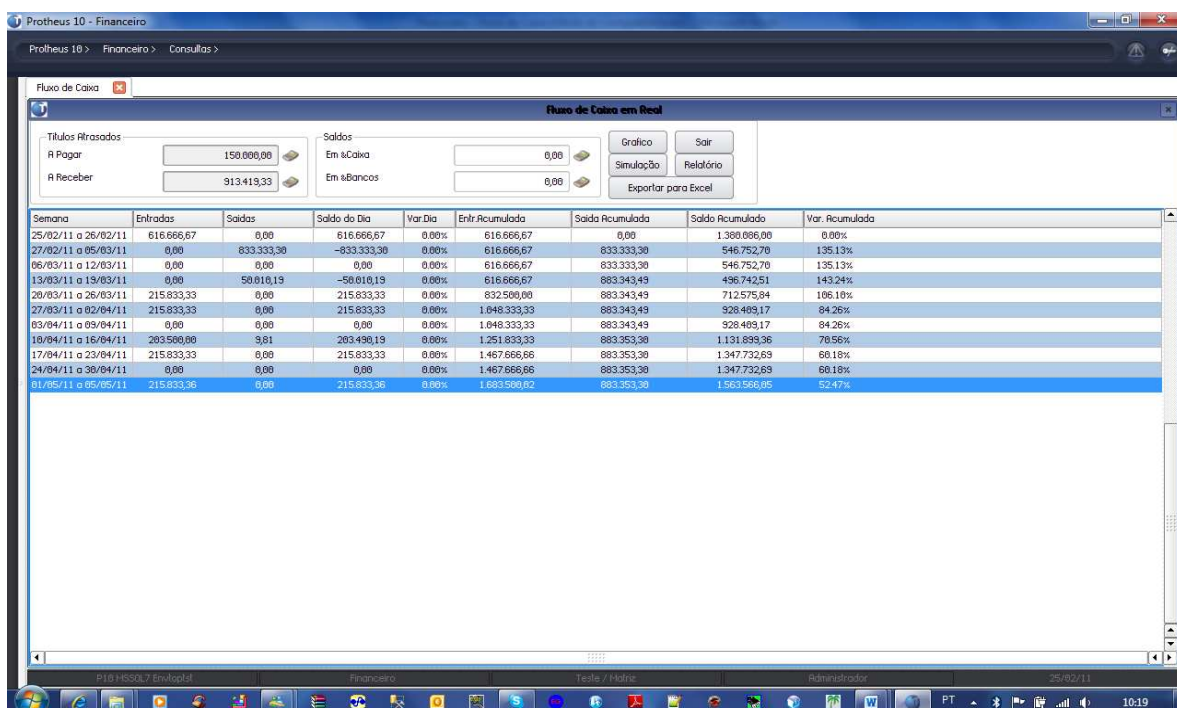 Protheus 10 - Financeiro
Protheus 10 > Financeiro > Consultas >
Fluxo de Caixa
Fluxo de Caixa em Real
Títulos Atrasados
A Pagar 150.000,00
A Receber 913.419,33
Saldos
Em &Caixa 0,00
Em &Bancos 0,00
Grafico Sair
Simulação Relatório
Exportar para Excel
Semana Entradas Saidas Saldo do Dia Var.Dia Entr.Acumulada Saida Acumulada Saldo Acumulado Var. Acumulada
25/02/11 a 26/02/11 616.666,67 0,00 616.666,67 0.00% 616.666,67 0,00 1.380.086,00 0.00%
27/02/11 a 05/03/11 0,00 833.333,30 -833.333,30 0.00% 616.666,67 833.333,30 546.752,70 135.13%
06/03/11 a 12/03/11 0,00 0,00 0,00 0.00% 616.666,67 833.333,30 546.752,70 135.13%
13/03/11 a 19/03/11 0,00 50.010,19 -50.010,19 0.00% 616.666,67 883.343,49 496.742,51 143.24%
20/03/11 a 26/03/11 215.833,33 0,00 215.833,33 0.00% 832.500,00 883.343,49 712.575,84 106.10%
27/03/11 a 02/04/11 215.833,33 0,00 215.833,33 0.00% 1.048.333,33 883.343,49 928.409,17 84.26%
03/04/11 a 09/04/11 0,00 0,00 0,00 0.00% 1.048.333,33 883.343,49 928.409,17 84.26%
10/04/11 a 16/04/11 203.500,00 9,81 203.490,19 0.00% 1.251.833,33 883.353,30 1.131.899,36 70.56%
17/04/11 a 23/04/11 215.833,33 0,00 215.833,33 0.00% 1.467.666,66 883.353,30 1.347.732,69 60.18%
24/04/11 a 30/04/11 0,00 0,00 0,00 0.00% 1.467.666,66 883.353,30 1.347.732,69 60.18%
01/05/11 a 05/05/11 215.833,36 0,00 215.833,36 0.00% 1.683.500,02 883.353,30 1.563.566,05 52.47%
Financeiro Teste / Matriz Administrador 25/02/11
PT 10:19